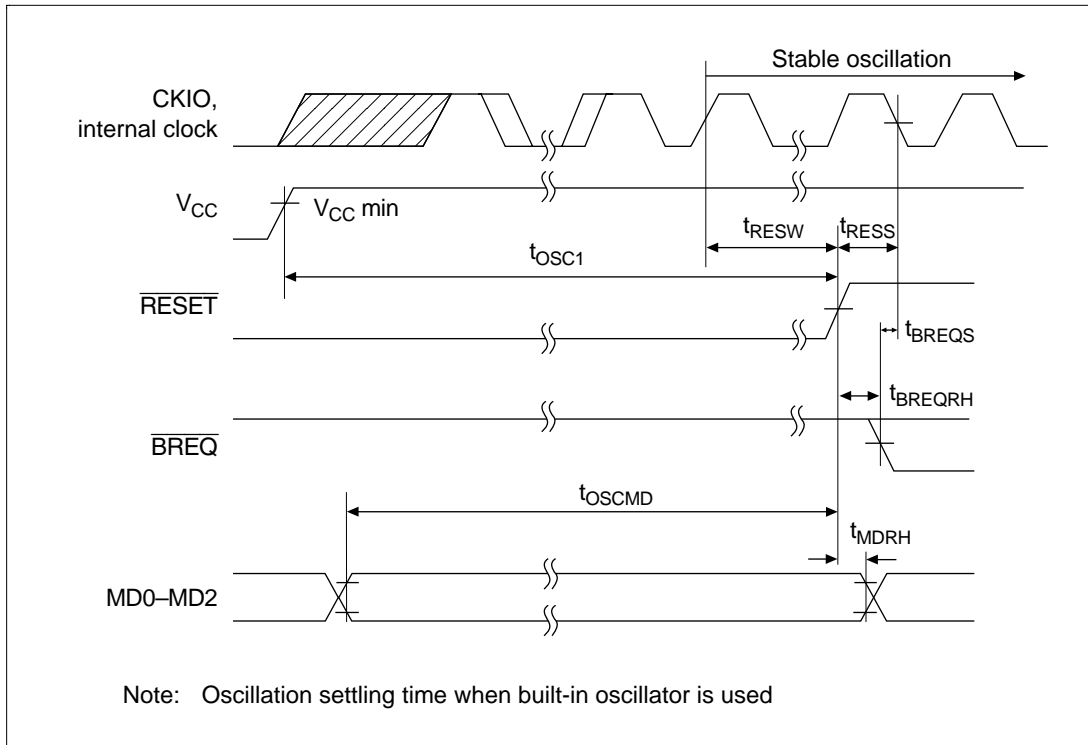 Stable oscillation
CKIO,
internal clock
VCC
VCC min
tRESW
tRESS
tOSC1
RESET
tBREQS
tBREQRH
BREQ
tOSCMD
tMDRH
MD0–MD2
Note: Oscillation settling time when built-in oscillator is used